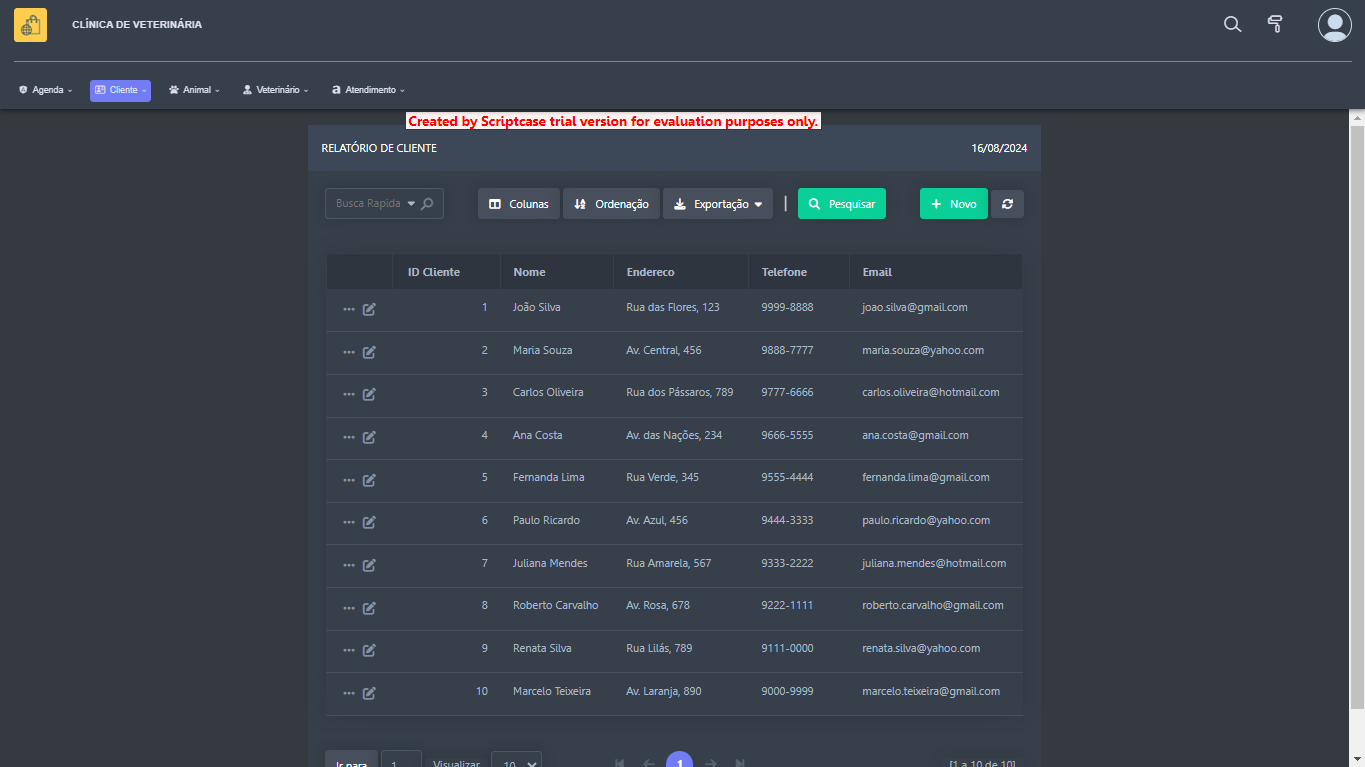 CLÍNICA DE VETERINÁRIA
Agenda Cliente Animal Veterinário Atendimento
Created by Scriptcase trial version for evaluation purposes only.
RELATÓRIO DE CLIENTE 16/08/2024
Busca Rapida Colunas Ordenação Exportação | Pesquisar Novo
ID Cliente Nome Endereco Telefone Email
1 João Silva Rua das Flores, 123 9999-8888 joao.silva@gmail.com
2 Maria Souza Av. Central, 456 9888-7777 maria.souza@yahoo.com
3 Carlos Oliveira Rua dos Pássaros, 789 9777-6666 carlos.oliveira@hotmail.com
4 Ana Costa Av. das Nações, 234 9666-5555 ana.costa@gmail.com
5 Fernanda Lima Rua Verde, 345 9555-4444 fernanda.lima@gmail.com
6 Paulo Ricardo Av. Azul, 456 9444-3333 paulo.ricardo@yahoo.com
7 Juliana Mendes Rua Amarela, 567 9333-2222 juliana.mendes@hotmail.com
8 Roberto Carvalho Av. Rosa, 678 9222-1111 roberto.carvalho@gmail.com
9 Renata Silva Rua Lilás, 789 9111-0000 renata.silva@yahoo.com
10 Marcelo Teixeira Av. Laranja, 890 9000-9999 marcelo.teixeira@gmail.com
Ir para 1 Visualizar 10 1 [1 a 10 de 10]